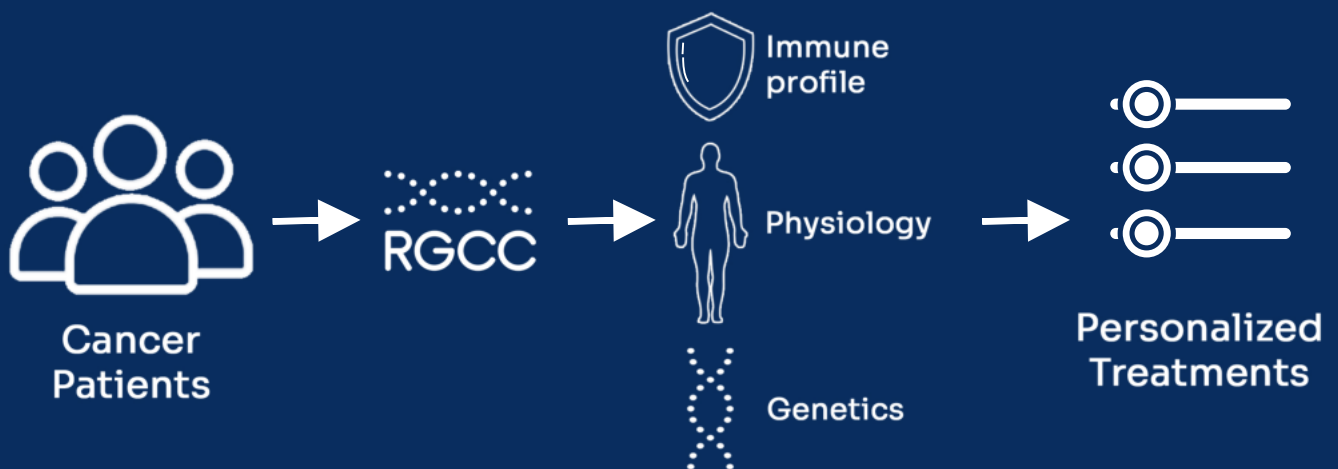 Cancer
Patients
RGCC
Immune
profile
Physiology
Genetics
Personalized
Treatments